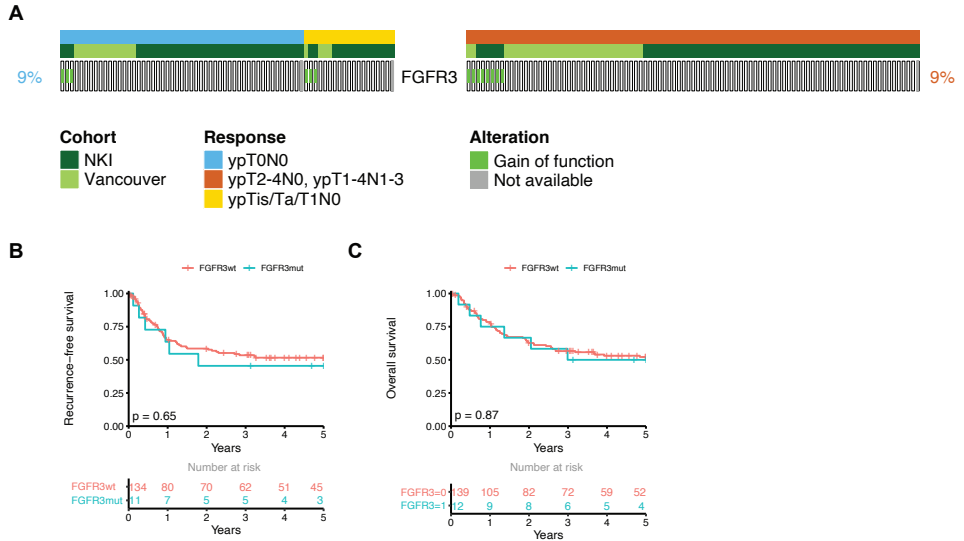 A
9% FGFR3 9%
Cohort Response Alteration
NKI ypT0N0 Gain of function
Vancouver ypT2-4N0, ypT1-4N1-3 Not available
ypTis/Ta/T1N0
B C
FGFR3wt FGFR3mut FGFR3wt FGFR3mut
Recurrence-free survival
1.00
0.75
0.50
0.25
0.00
p = 0.65
0 1 2 3 4 5
Years
Overall survival
1.00
0.75
0.50
0.25
0.00
p = 0.87
0 1 2 3 4 5
Years
Number at risk
FGFR3wt 134 80 70 62 51 45
FGFR3mut 11 7 5 5 4 3
0 1 2 3 4 5
Years
Number at risk
FGFR3=0 139 105 82 72 59 52
FGFR3=1 12 9 8 6 5 4
0 1 2 3 4 5
Years